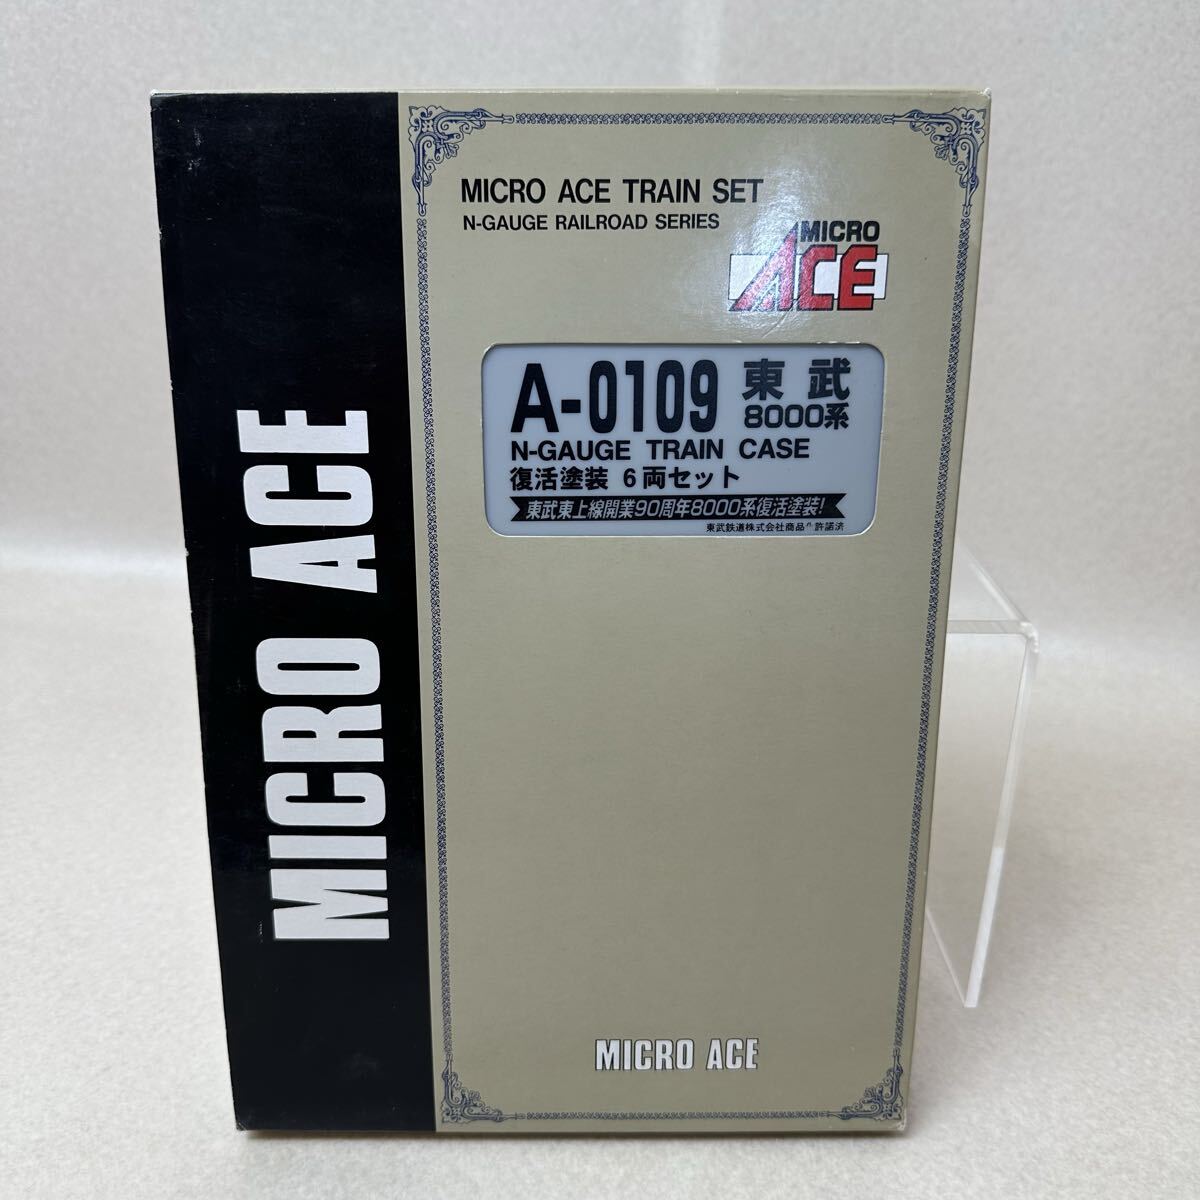 MICRO ACE
MICRO ACE TRAIN SET
N-GAUGE RAILROAD SERIES
MICRO
ACE
A-0109 東武
8000系
N-GAUGE TRAIN CASE
復活塗装 6両セット
東武東上線開業90周年8000系復活塗装!
東武鉄道株式会社商品化許諾済
MICRO ACE